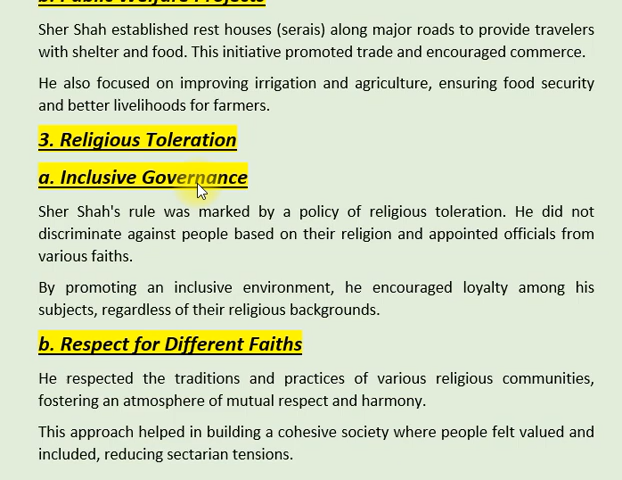 b. Public Welfare Projects
Sher Shah established rest houses (serais) along major roads to provide travelers
with shelter and food. This initiative promoted trade and encouraged commerce.
He also focused on improving irrigation and agriculture, ensuring food security
and better livelihoods for farmers.
3. Religious Toleration
a. Inclusive Governance
Sher Shah's rule was marked by a policy of religious toleration. He did not
discriminate against people based on their religion and appointed officials from
various faiths.
By promoting an inclusive environment, he encouraged loyalty among his
subjects, regardless of their religious backgrounds.
b. Respect for Different Faiths
He respected the traditions and practices of various religious communities,
fostering an atmosphere of mutual respect and harmony.
This approach helped in building a cohesive society where people felt valued and
included, reducing sectarian tensions.